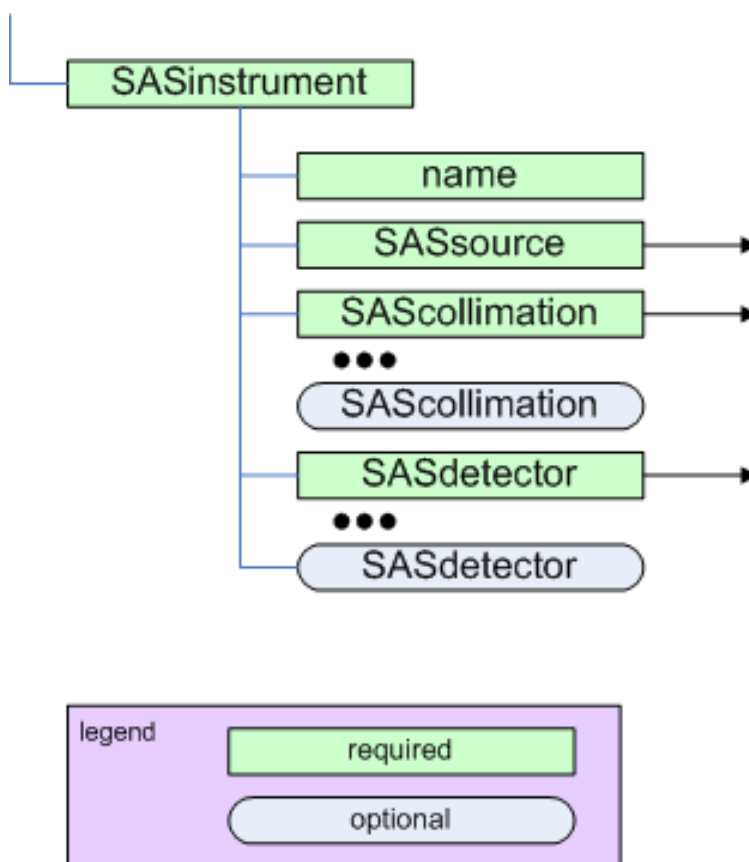 SASinstrument
name
SASsource
SAScollimation
●●●
SAScollimation
SASdetector
●●●
SASdetector
legend
required
optional